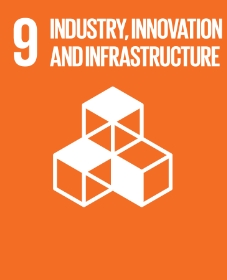 9 INDUSTRY, INNOVATION
AND INFRASTRUCTURE